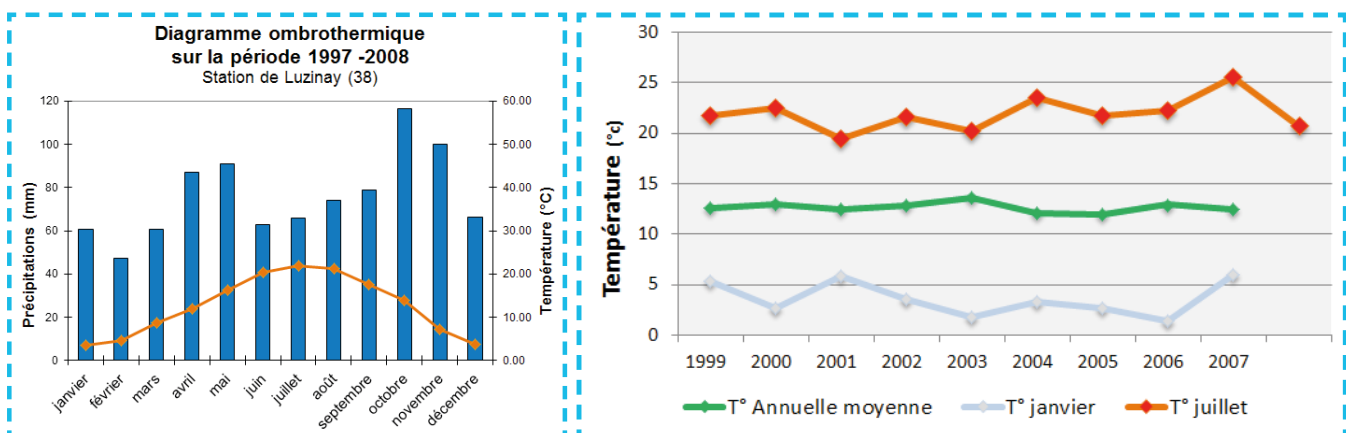 Diagramme ombrothermique
sur la période 1997 -2008
Station de Luzinay (38)
Précipitations (mm)
120
100
80
60
40
20
0
60.00
50.00
40.00
30.00
20.00
10.00
0.00
Température (°C)
janvier
février
mars
avril
mai
juin
juillet
août
septembre
octobre
novembre
décembre
Température (°c)
30
25
20
15
10
5
0
1999 2000 2001 2002 2003 2004 2005 2006 2007
T° Annuelle moyenne T° janvier T° juillet